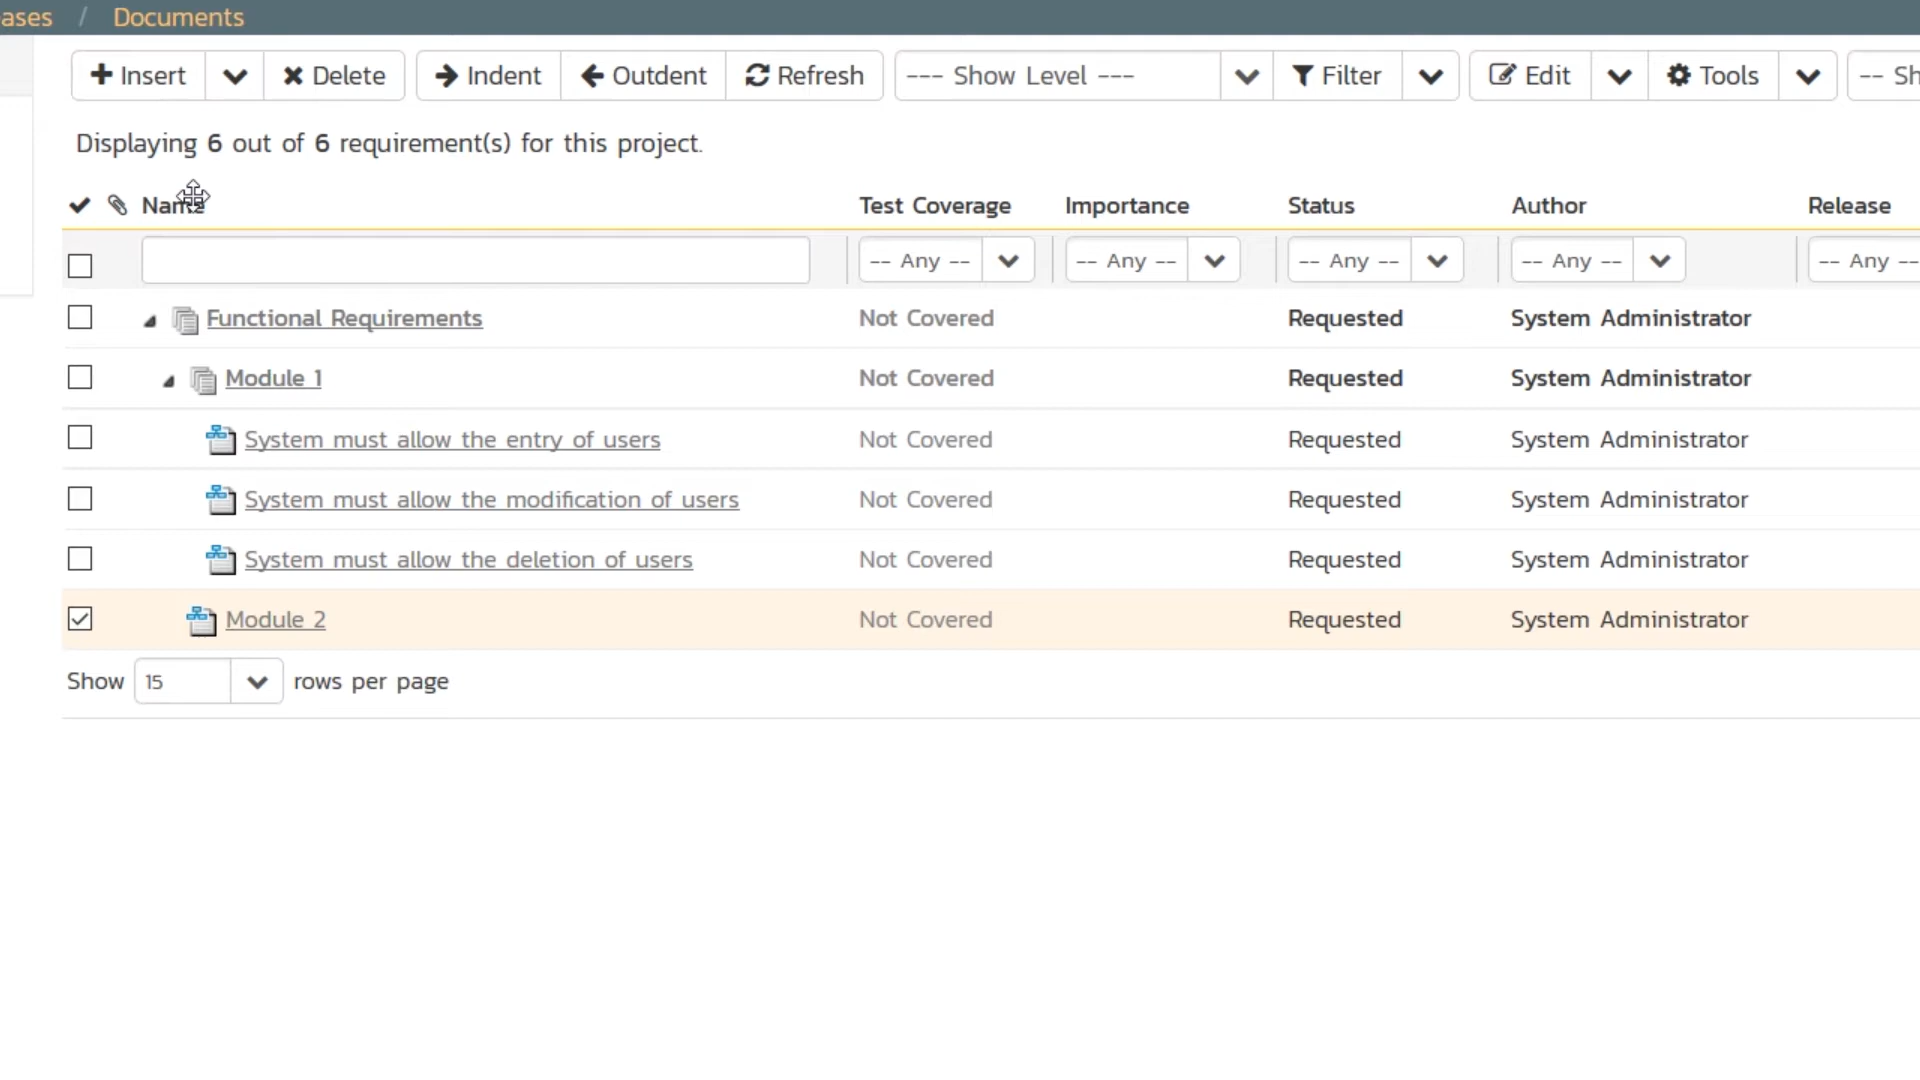 ases / Documents
Insert Delete Indent Outdent Refresh --- Show Level --- Filter Edit Tools -- Sh
Displaying 6 out of 6 requirement(s) for this project.
Name Test Coverage Importance Status Author Release
-- Any -- -- Any -- -- Any -- -- Any -- -- Any --
Functional Requirements Not Covered Requested System Administrator
Module 1 Not Covered Requested System Administrator
System must allow the entry of users Not Covered Requested System Administrator
System must allow the modification of users Not Covered Requested System Administrator
System must allow the deletion of users Not Covered Requested System Administrator
Module 2 Not Covered Requested System Administrator
Show 15 rows per page